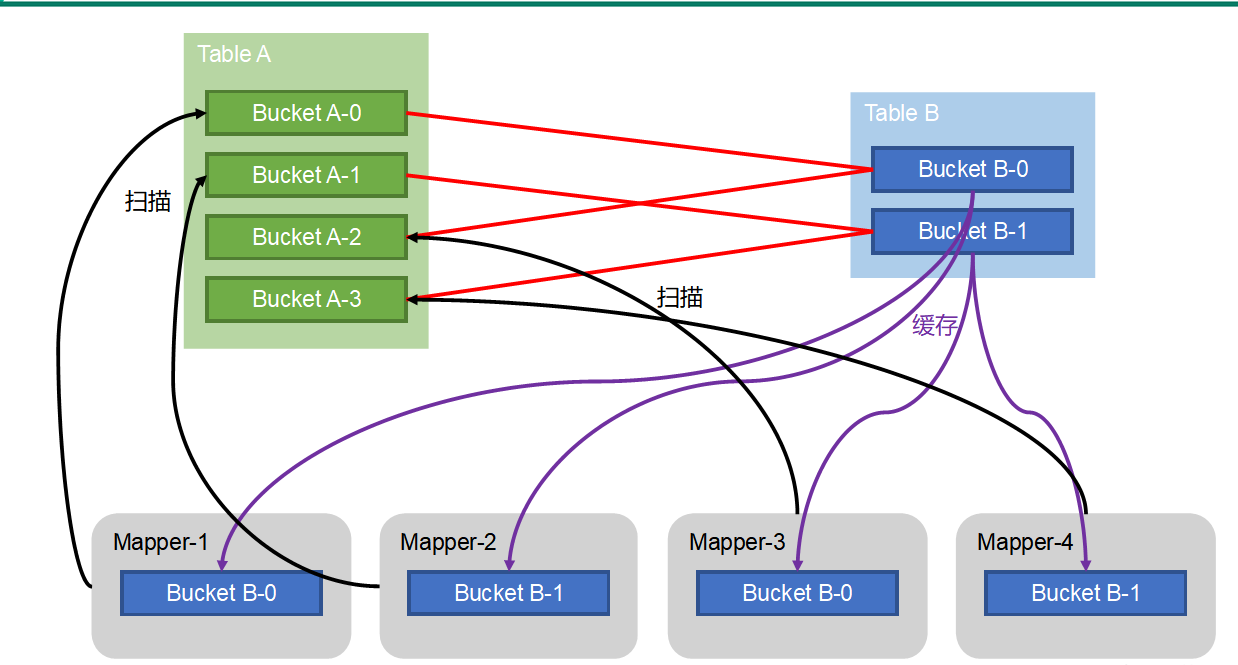 Table A
Bucket A-0
Bucket A-1
Bucket A-2
Bucket A-3
扫描
Table B
Bucket B-0
Bucket B-1
扫描
缓存
Mapper-1
Bucket B-0
Mapper-2
Bucket B-1
Mapper-3
Bucket B-0
Mapper-4
Bucket B-1